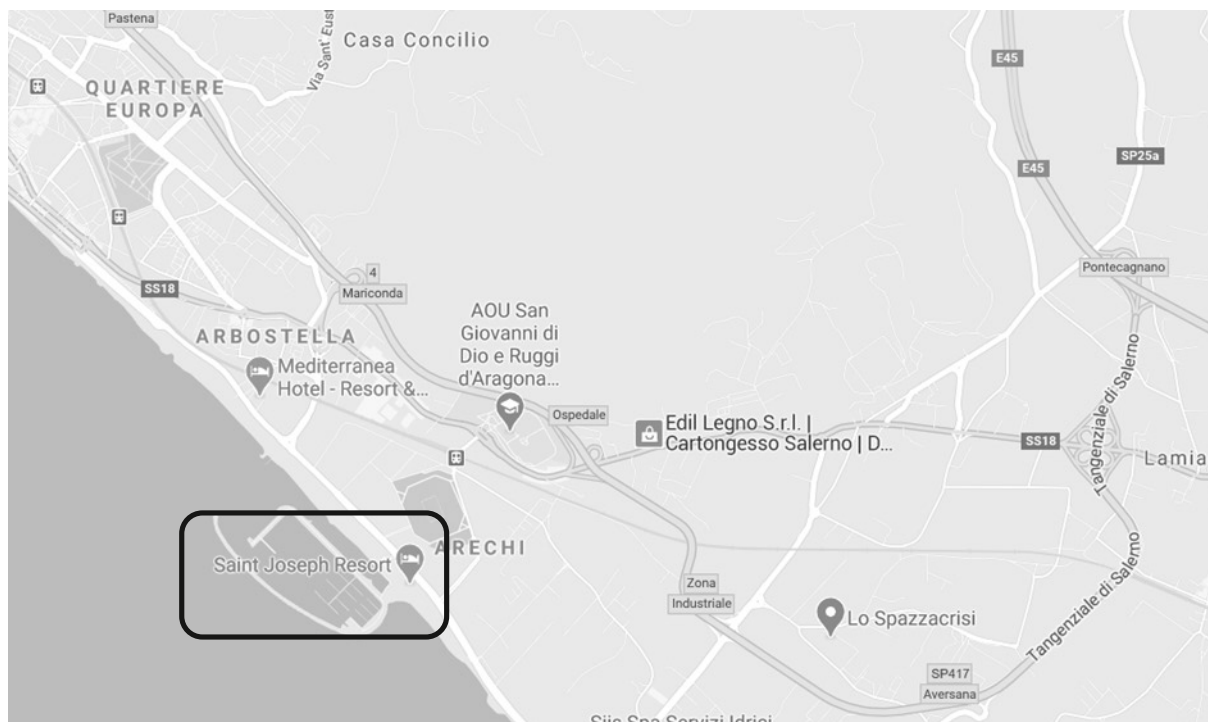 Pastena
Casa Concilio
Via Sant' Eust
QUARTIERE
EUROPA
E45
E45
SP25a
Pontecagnano
4
Mariconda
SS18
ARBOSTELLA
Mediterranea
Hotel - Resort &...
AOU San
Giovanni di
Dio e Ruggi
d'Aragona...
Ospedale
Edil Legno S.r.l. |
Cartongesso Salerno | D...
SS18
Lamia
Tangenziale di Salerno
Tangenziale di Salerno
ARECHI
Saint Joseph Resort
Zona
Industriale
Lo Spazzacrisi
SP417
Aversana